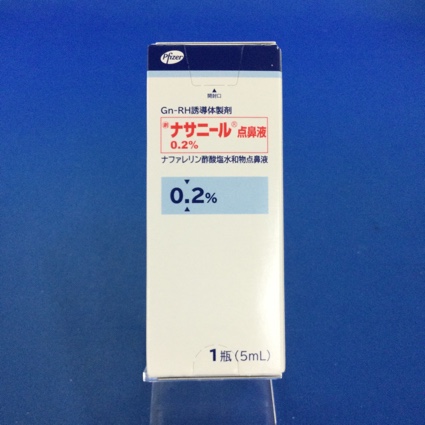 Pfizer
開封口
Gn-RH誘導体製剤
ナサニール®点鼻液
0.2%
ナファレリン酢酸塩水和物点鼻液
0.2%
1瓶(5mL)